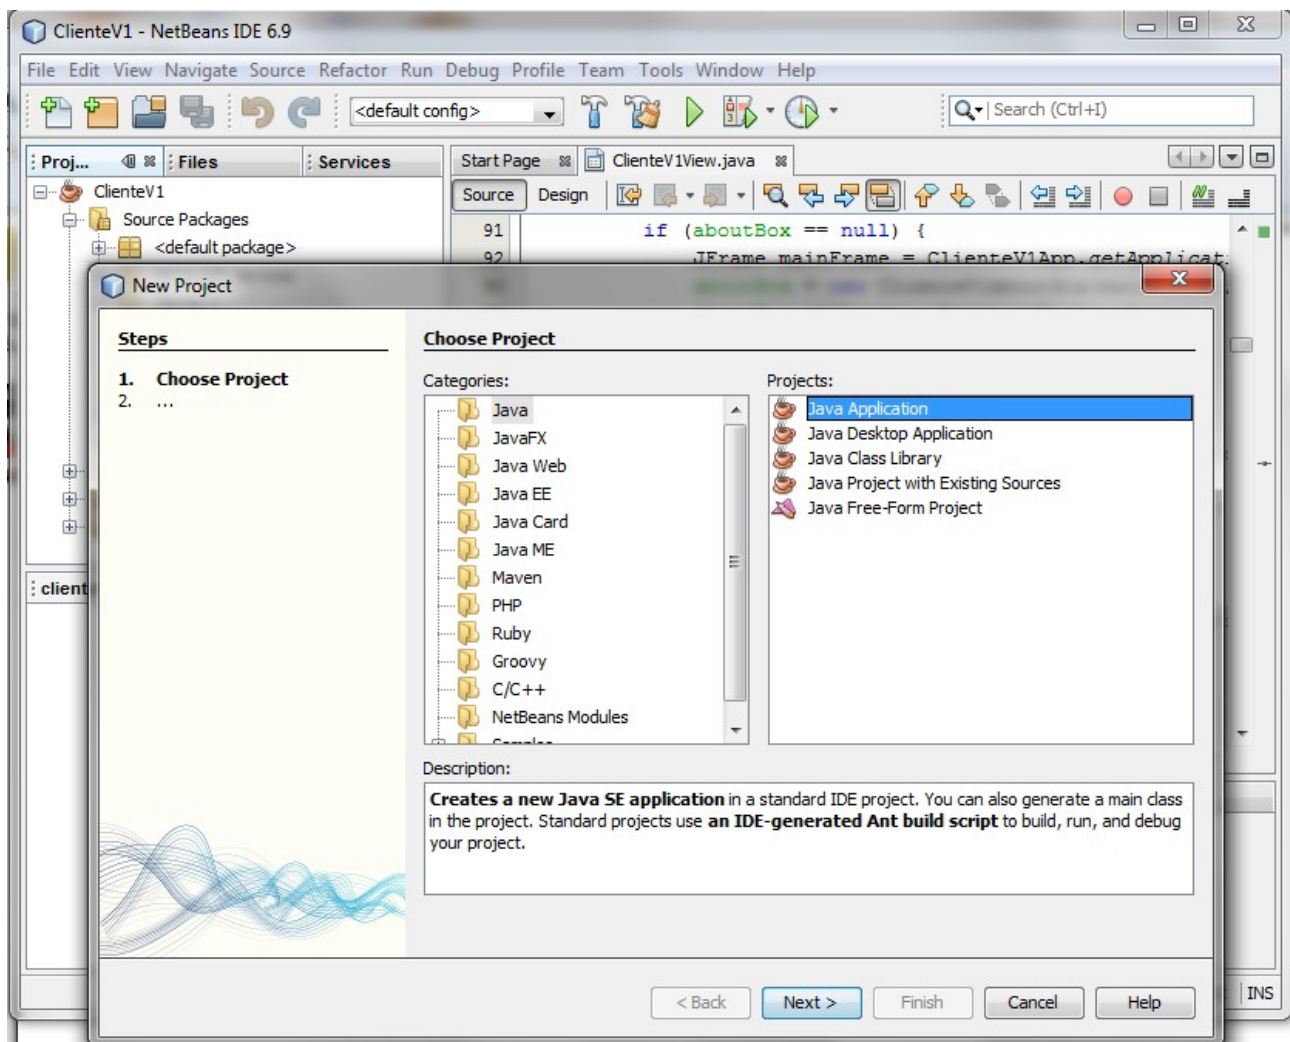 ClienteV1 - NetBeans IDE 6.9
File Edit View Navigate Source Refactor Run Debug Profile Team Tools Window Help
<default config>
Search (Ctrl+I)
Proj... Files Services
Start Page ClienteV1View.java
ClienteV1
Source Design
Source Packages
<default package>
91 if (aboutBox == null) {
92 JFrame mainFrame = ClienteV1App.getApplicat
New Project
Steps
1. Choose Project
2. ...
Choose Project
Categories:
Java
JavaFX
Java Web
Java EE
Java Card
Java ME
Maven
PHP
Ruby
Groovy
C/C++
NetBeans Modules
Samples
Projects:
Java Application
Java Desktop Application
Java Class Library
Java Project with Existing Sources
Java Free-Form Project
client
Description:
Creates a new Java SE application in a standard IDE project. You can also generate a main class
in the project. Standard projects use an IDE-generated Ant build script to build, run, and debug
your project.
< Back Next > Finish Cancel Help
INS